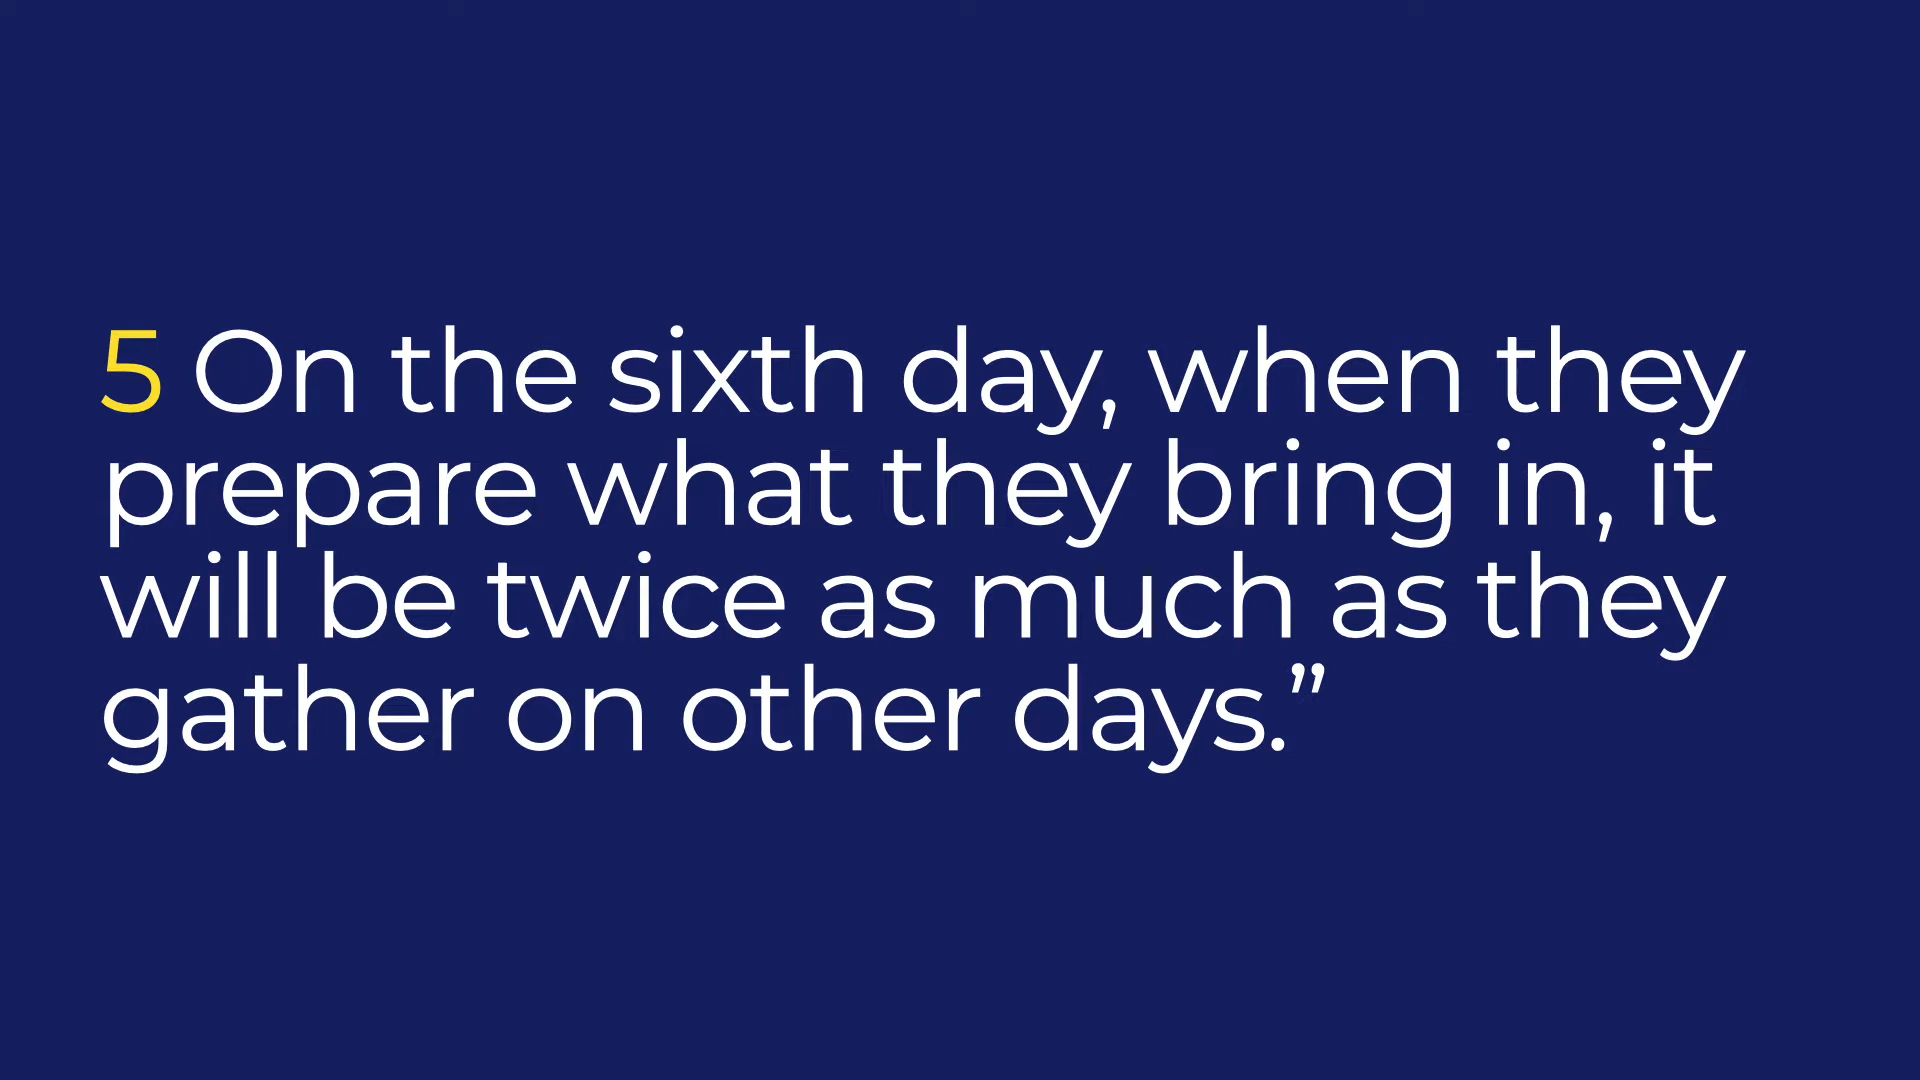 5 On the sixth day, when they
prepare what they bring in, it
will be twice as much as they
gather on other days.”